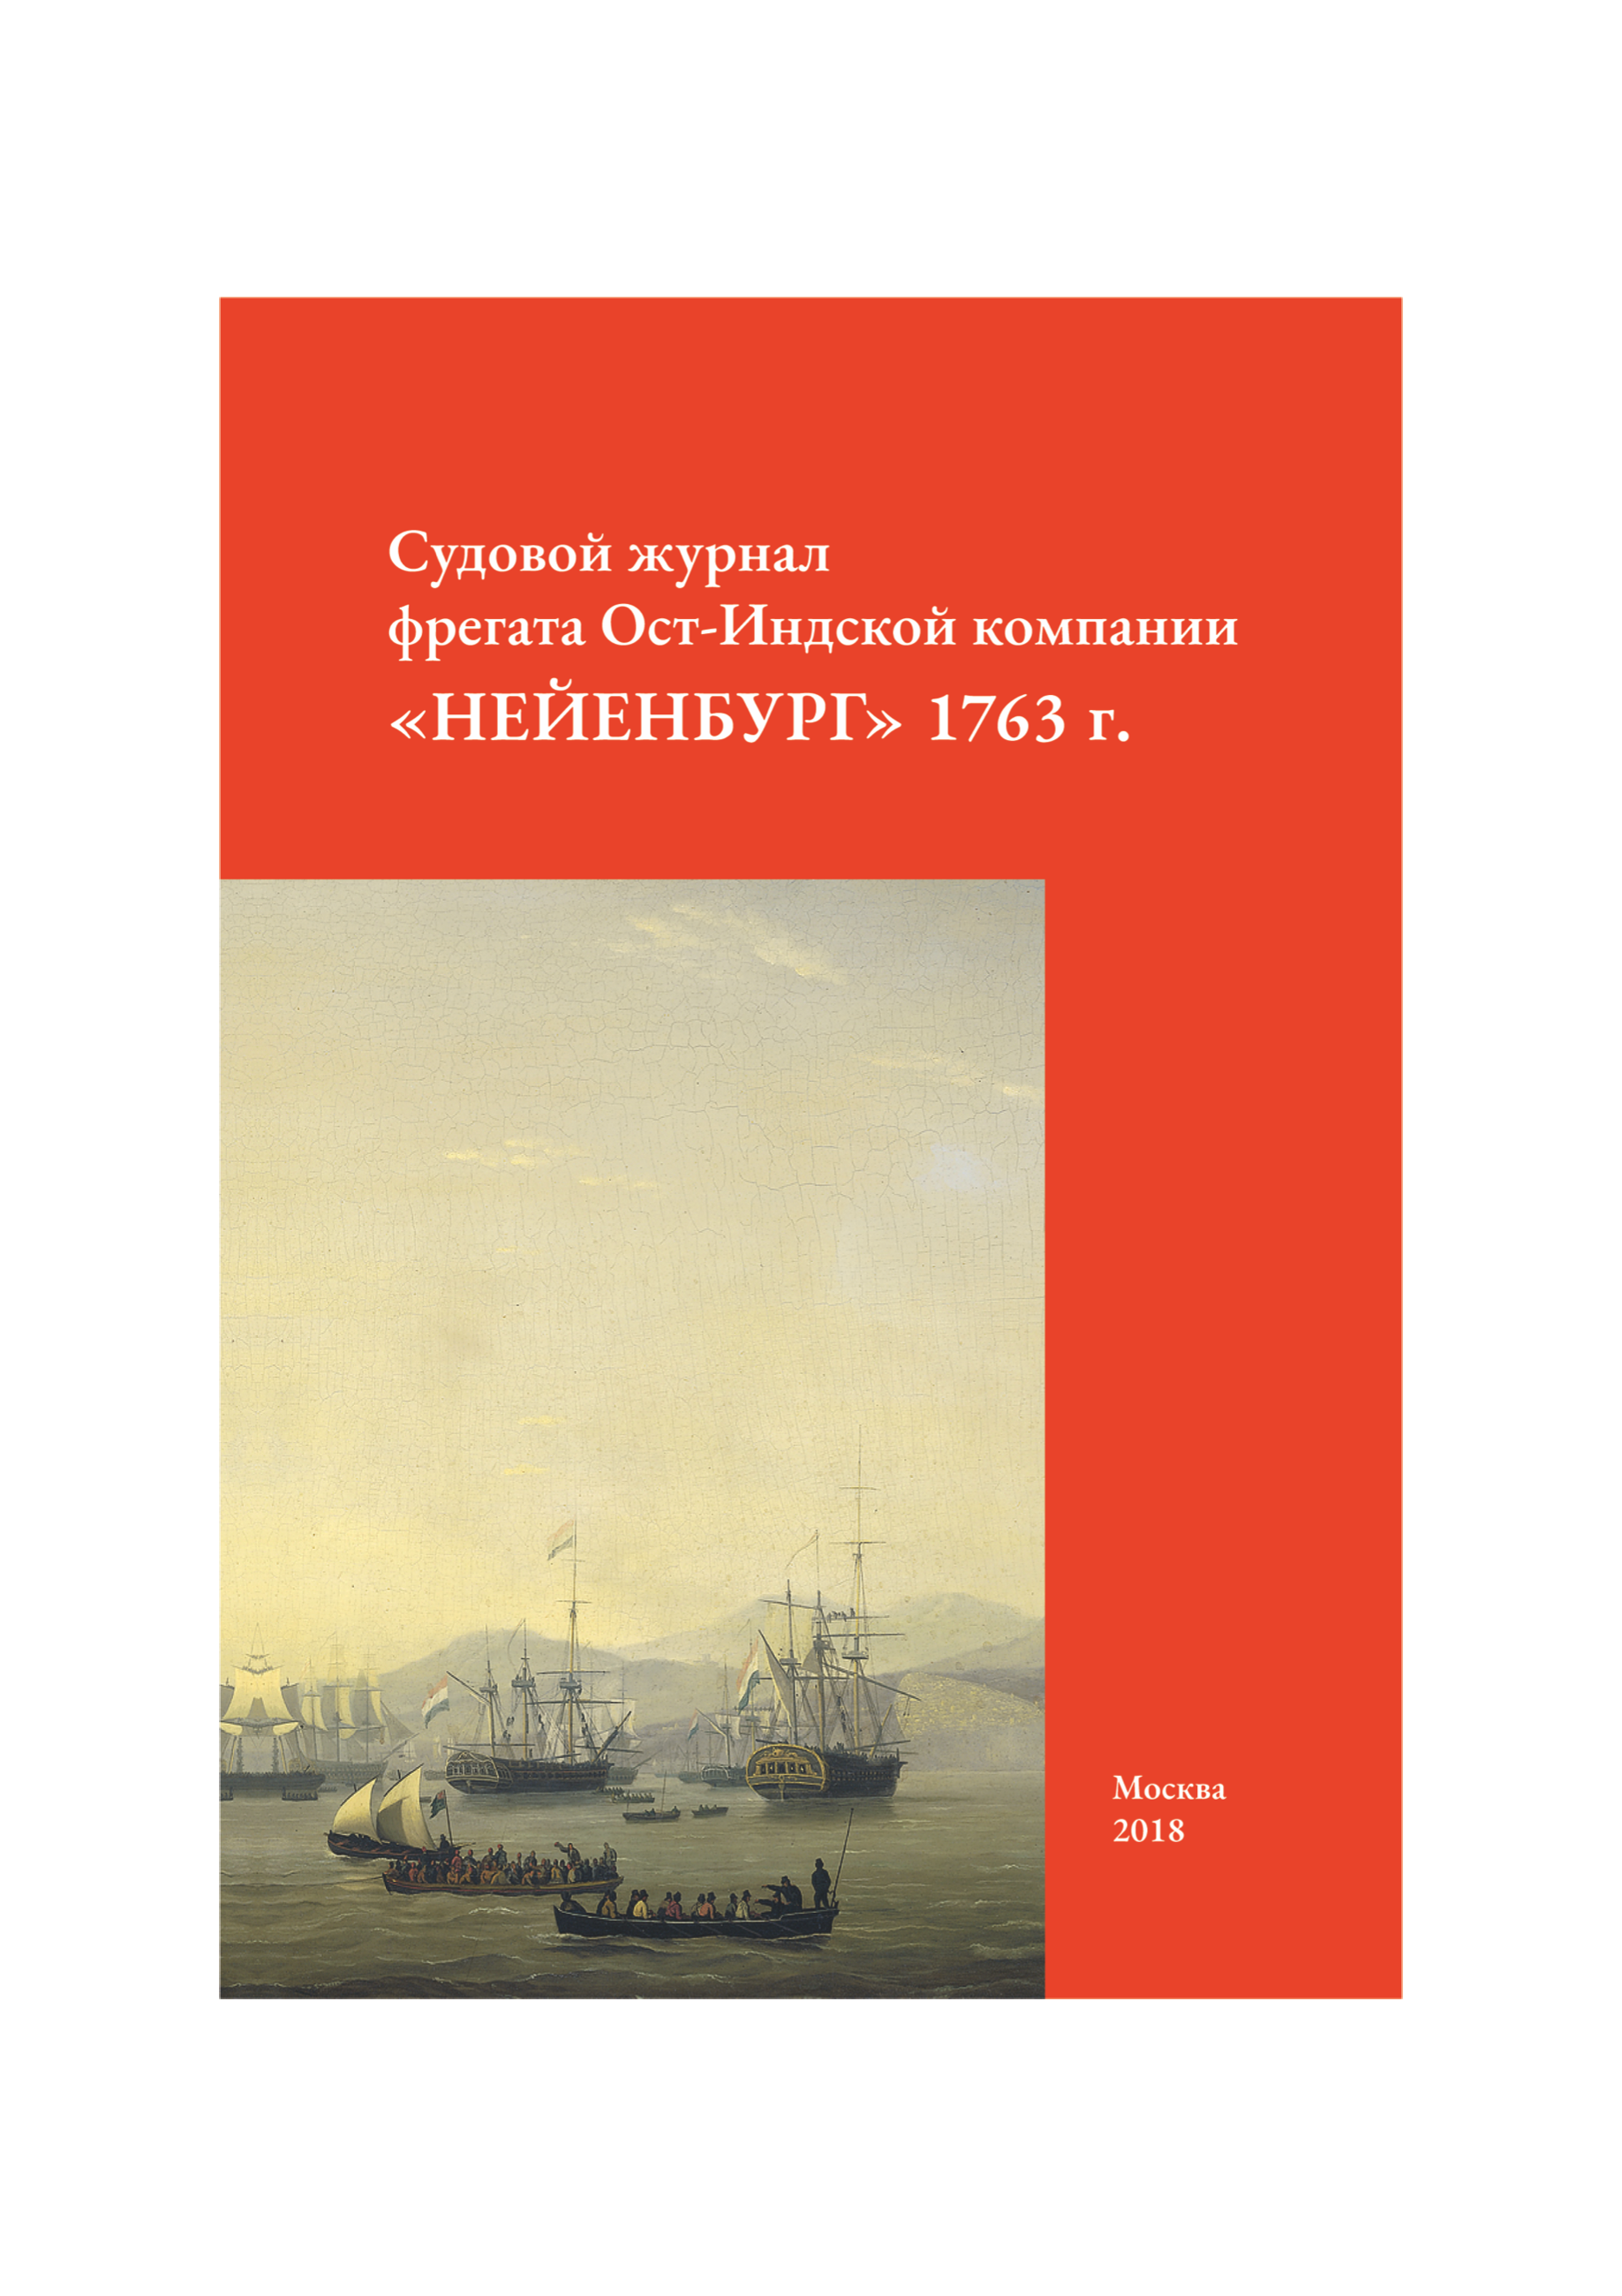 Судовой журнал
фрегата Ост-Индской компании
«НЕЙЕНБУРГ» 1763 г.
Москва
2018